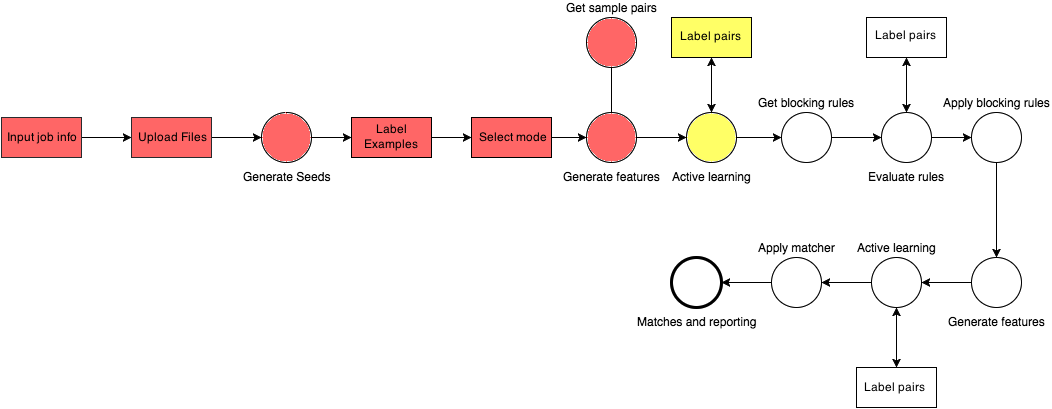 Get sample pairs
Label pairs
Label pairs
Get blocking rules
Apply blocking rules
Input job info
Upload Files
Label
Examples
Select mode
Generate Seeds
Generate features
Active learning
Evaluate rules
Apply matcher
Active learning
Matches and reporting
Generate features
Label pairs